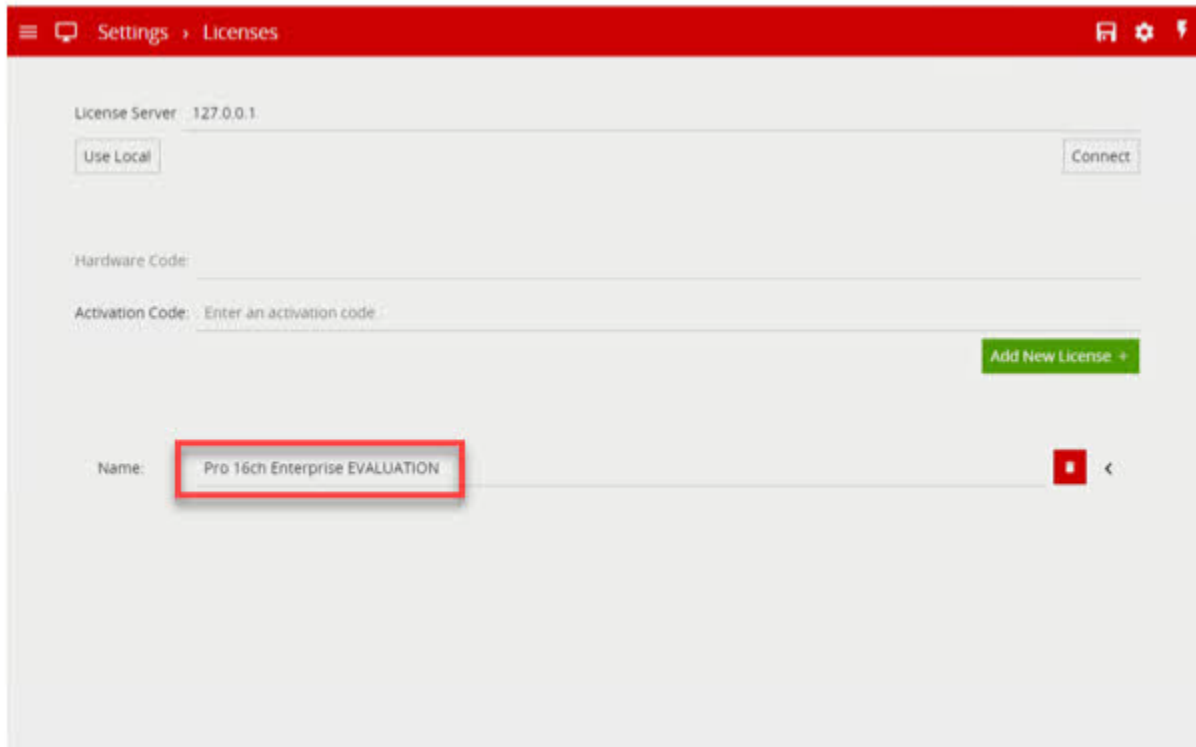 Settings › Licenses
License Server 127.0.0.1
Use Local Connect
Hardware Code:
Activation Code: Enter an activation code
Add New License +
Name: Pro 16ch Enterprise EVALUATION